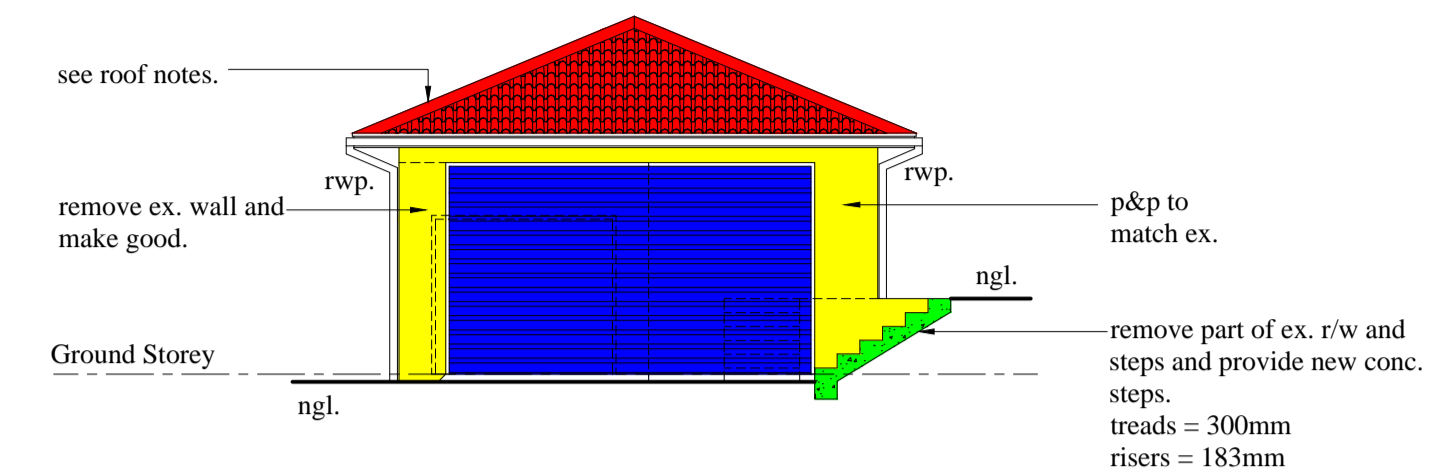 see roof notes.
rwp.
rwp.
remove ex. wall and
make good.
p&p to
match ex.
ngl.
Ground Storey
ngl.
remove part of ex. r/w and
steps and provide new conc.
steps.
treads = 300mm
risers = 183mm